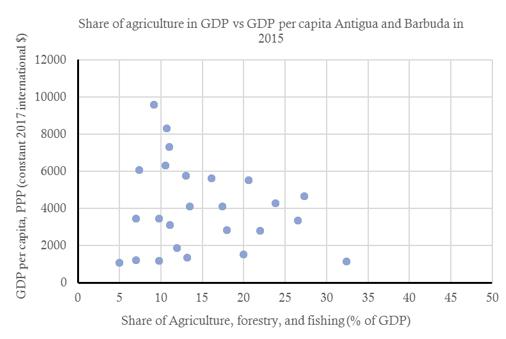 Share of agriculture in GDP vs GDP per capita Antigua and Barbuda in
2015
GDP per capita, PPP (constant 2017 international $)
12000
10000
8000
6000
4000
2000
0
0 5 10 15 20 25 30 35 40 45 50
Share of Agriculture, forestry, and fishing (% of GDP)